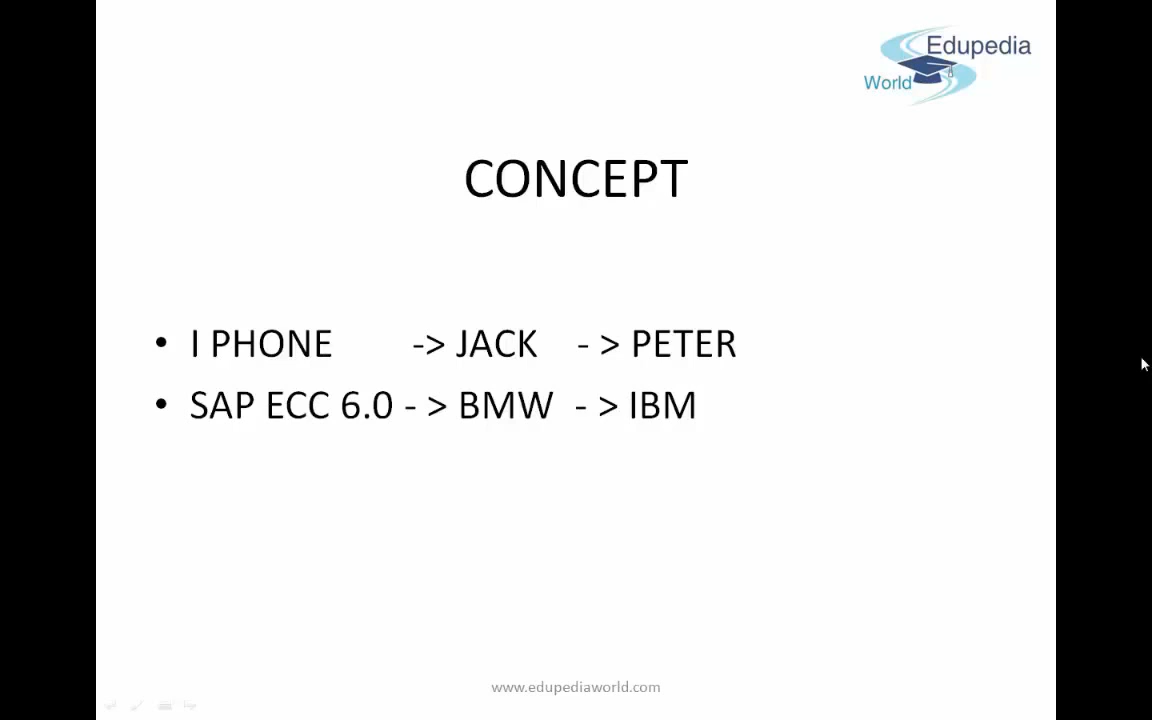 Edupedia
World
CONCEPT
• I PHONE -> JACK - > PETER
• SAP ECC 6.0 - > BMW - > IBM
www.edupediaworld.com